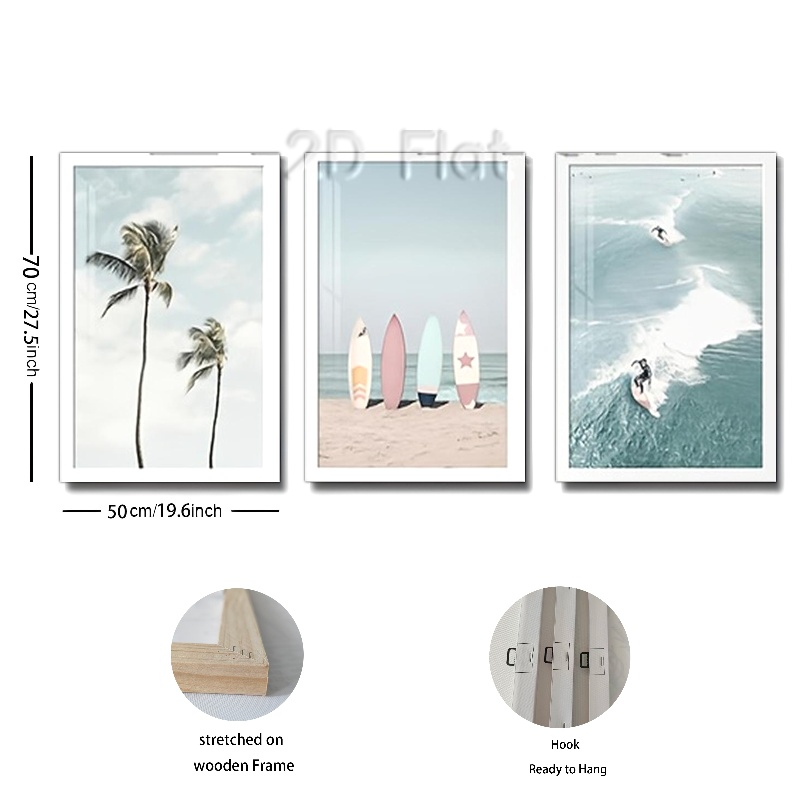 2D Flat
70 cm/27.5inch
50cm/19.6inch
stretched on
wooden Frame
Hook
Ready to Hang